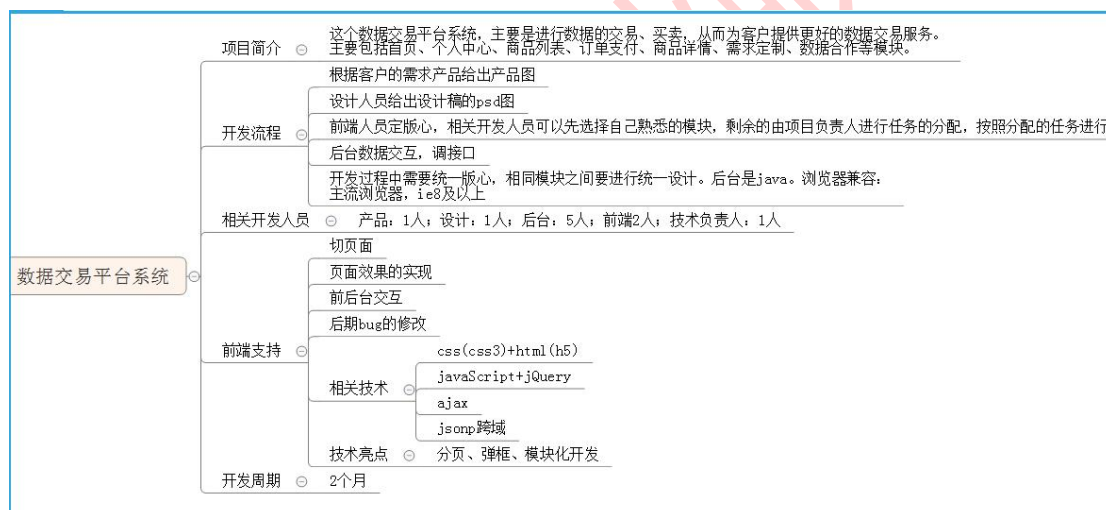 这个数据交易平台系统，主要是进行数据的交易、买卖，从而为客户提供更好的数据交易服务。
项目简介
主要包括首页、个人中心、商品列表、订单支付、商品详情、需求定制、数据合作等模块。
根据客户的需求产品给出产品图
设计人员给出设计稿的psd图
开发流程
前端人员定版心，相关开发人员可以先选择自己熟悉的模块，剩余的由项目负责人进行任务的分配，按照分配的任务进行
后台数据交互，调接口
开发过程中需要统一版心，相同模块之间要进行统一设计。后台是java。浏览器兼容：
主流浏览器，ie8及以上
相关开发人员
产品：1人；设计：1人；后台：5人；前端2人；技术负责人：1人
数据交易平台系统
切页面
页面效果的实现
前后台交互
后期bug的修改
前端支持
css(css3)+html(h5)
javaScript+jQuery
相关技术
ajax
jsonp跨域
技术亮点
分页、弹框、模块化开发
开发周期
2个月